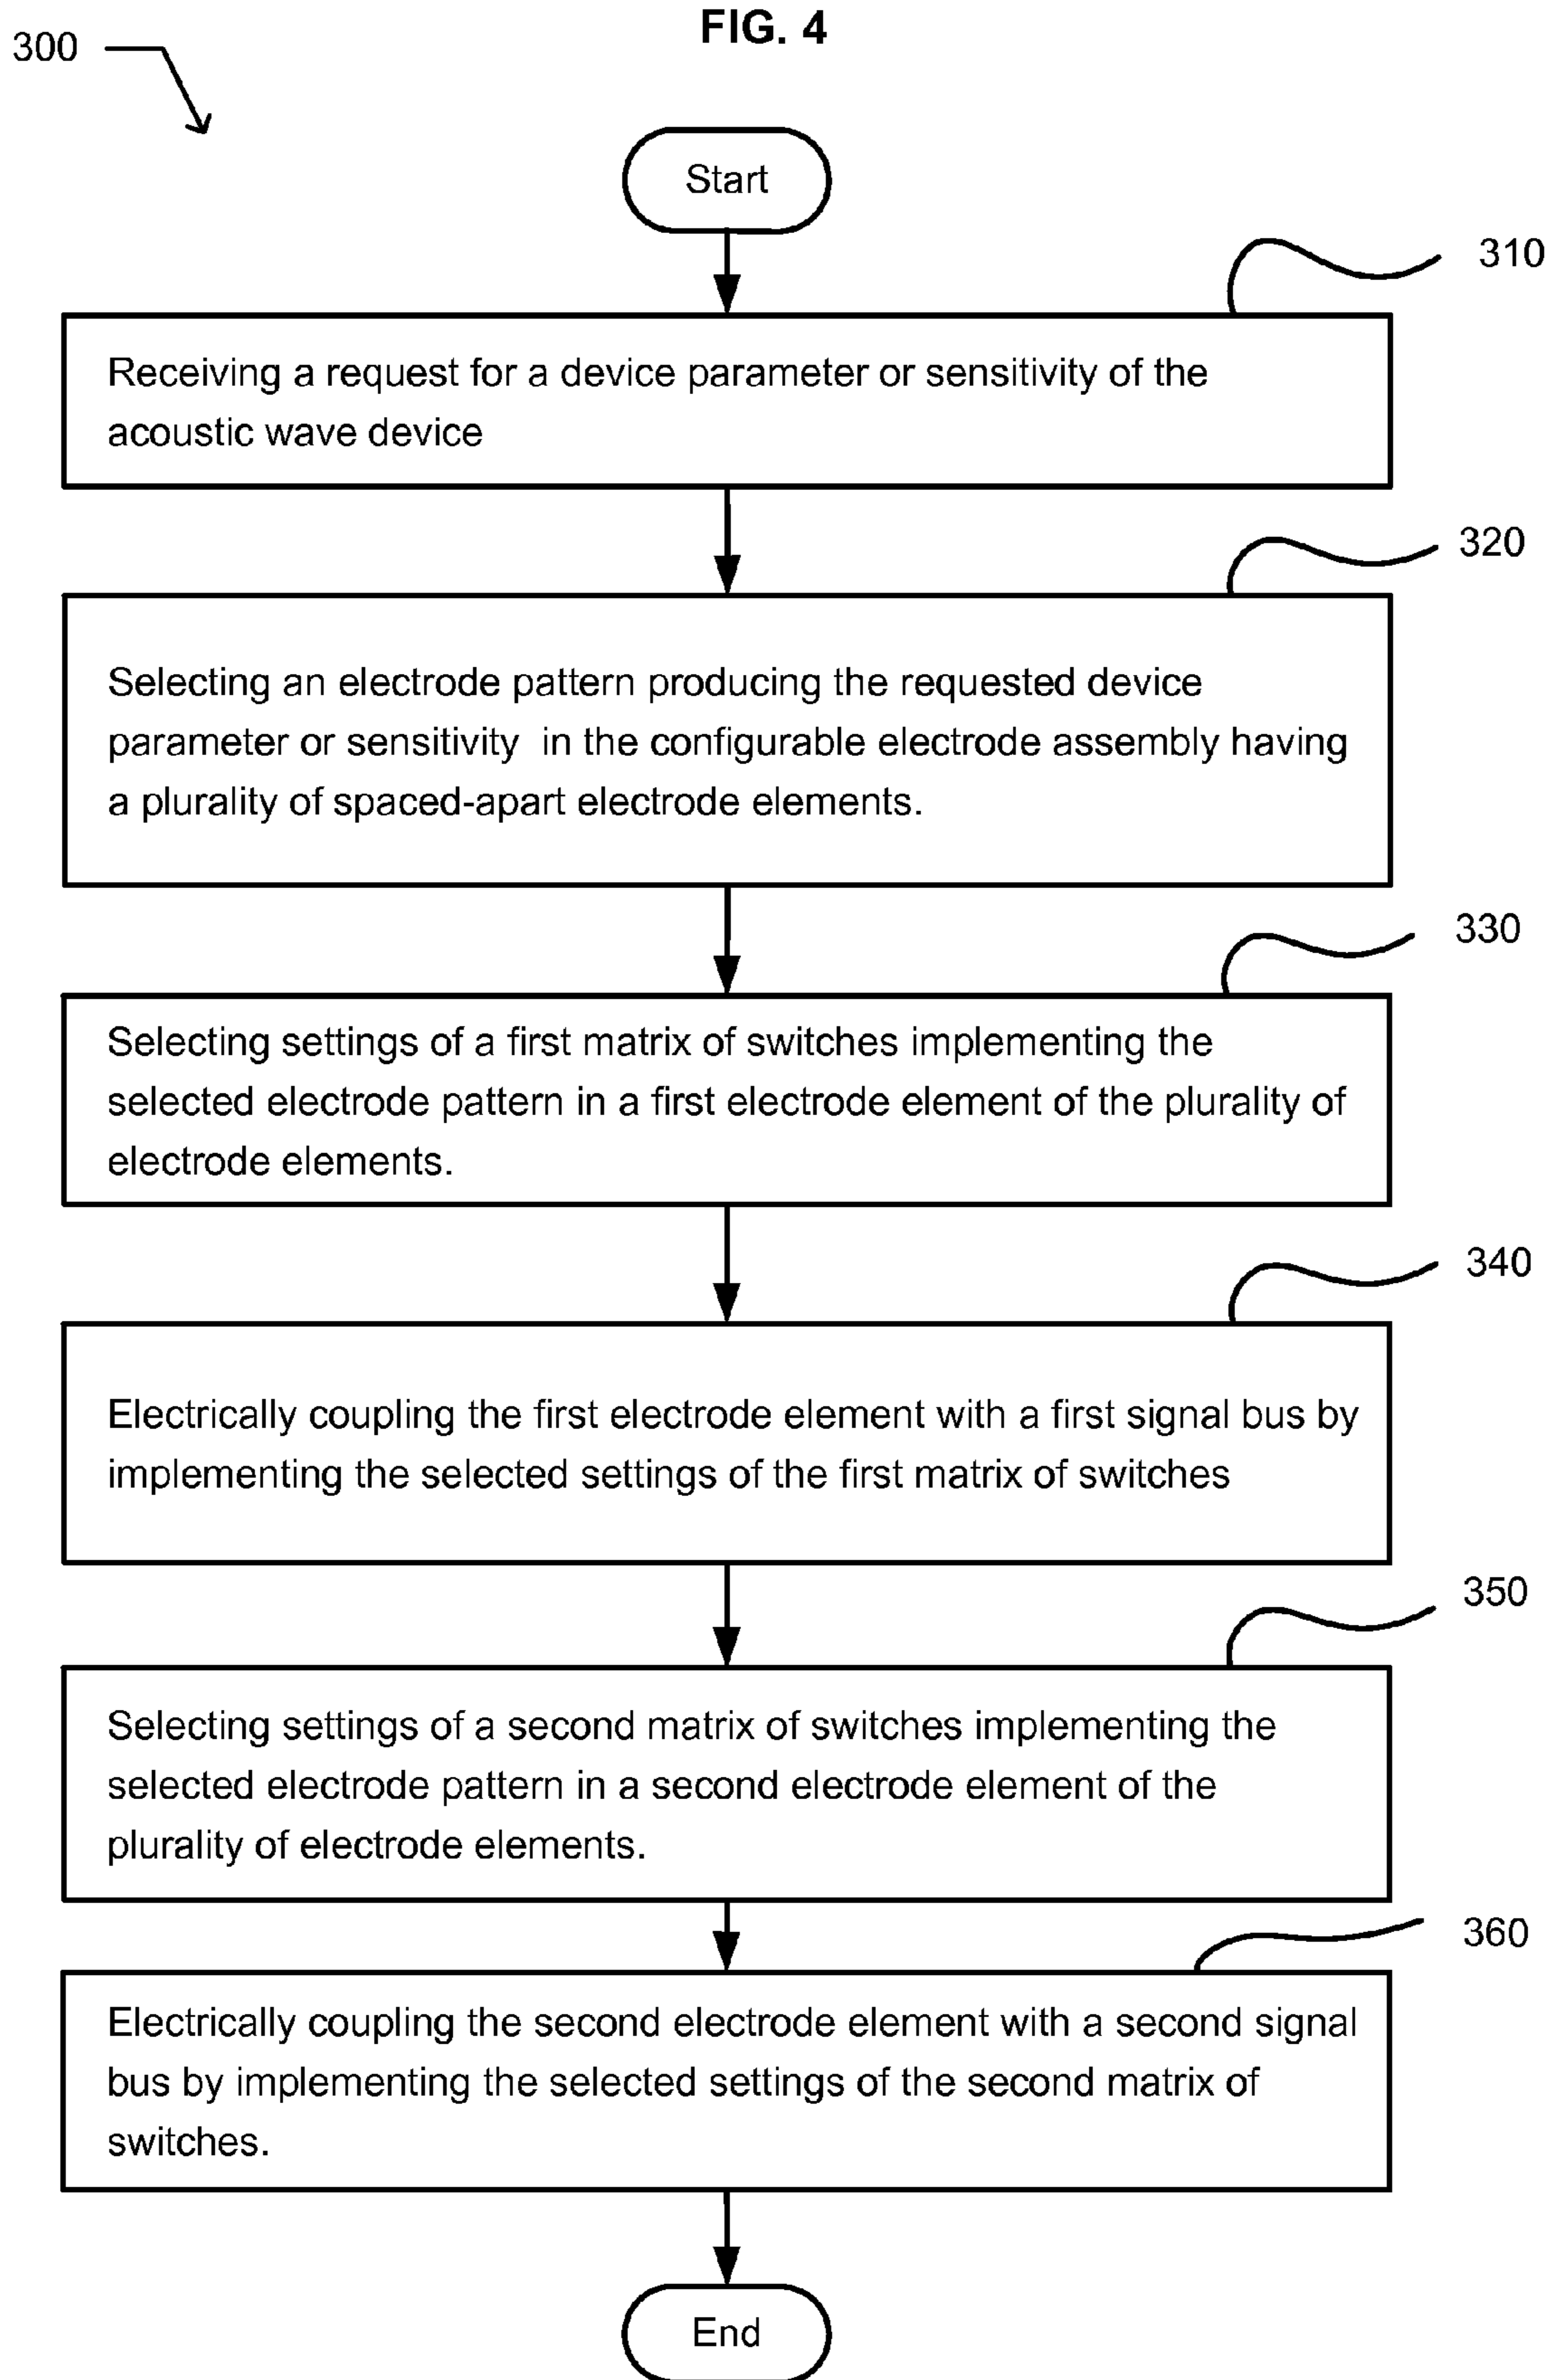 FIG. 4
300
Start
310
Receiving a request for a device parameter or sensitivity of the
acoustic wave device
320
Selecting an electrode pattern producing the requested device
parameter or sensitivity in the configurable electrode assembly having
a plurality of spaced-apart electrode elements.
330
Selecting settings of a first matrix of switches implementing the
selected electrode pattern in a first electrode element of the plurality of
electrode elements.
340
Electrically coupling the first electrode element with a first signal bus by
implementing the selected settings of the first matrix of switches
350
Selecting settings of a second matrix of switches implementing the
selected electrode pattern in a second electrode element of the
plurality of electrode elements.
360
Electrically coupling the second electrode element with a second signal
bus by implementing the selected settings of the second matrix of
switches.
End